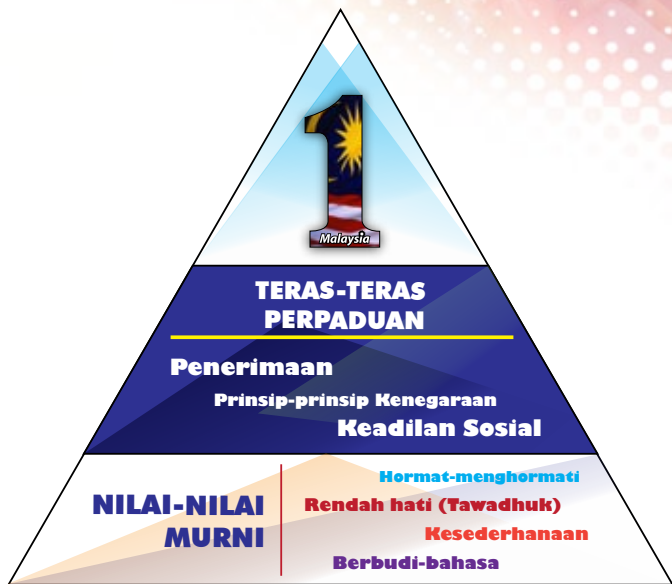 1
Malaysia
TERAS-TERAS
PERPADUAN
Penerimaan
Prinsip-prinsip Kenegaraan
Keadilan Sosial
NILAI-NILAI
MURNI
Hormat-menghormati
Rendah hati (Tawadhuk)
Kesederhanaan
Berbudi-bahasa